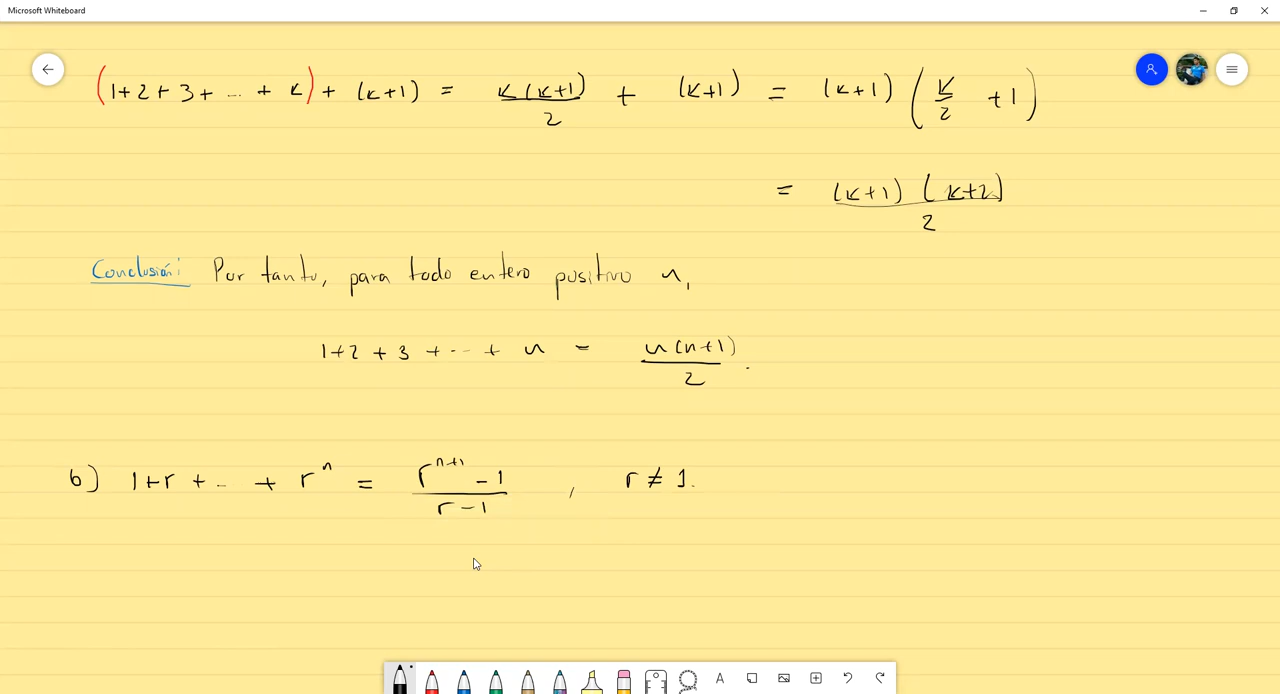 Microsoft Whiteboard
(1+2+3+ ... + k) + (k+1) = k(k+1)/2 + (k+1) = (k+1) (k/2 + 1)
= (k+1) (k+2)/2
Conclusión: Por tanto, para todo entero positivo n,
1+2+3+ ... + n = n(n+1)/2 .
b) 1+r + ... + r^n = r^(n+1) - 1 / r - 1 , r ≠ 1.
A